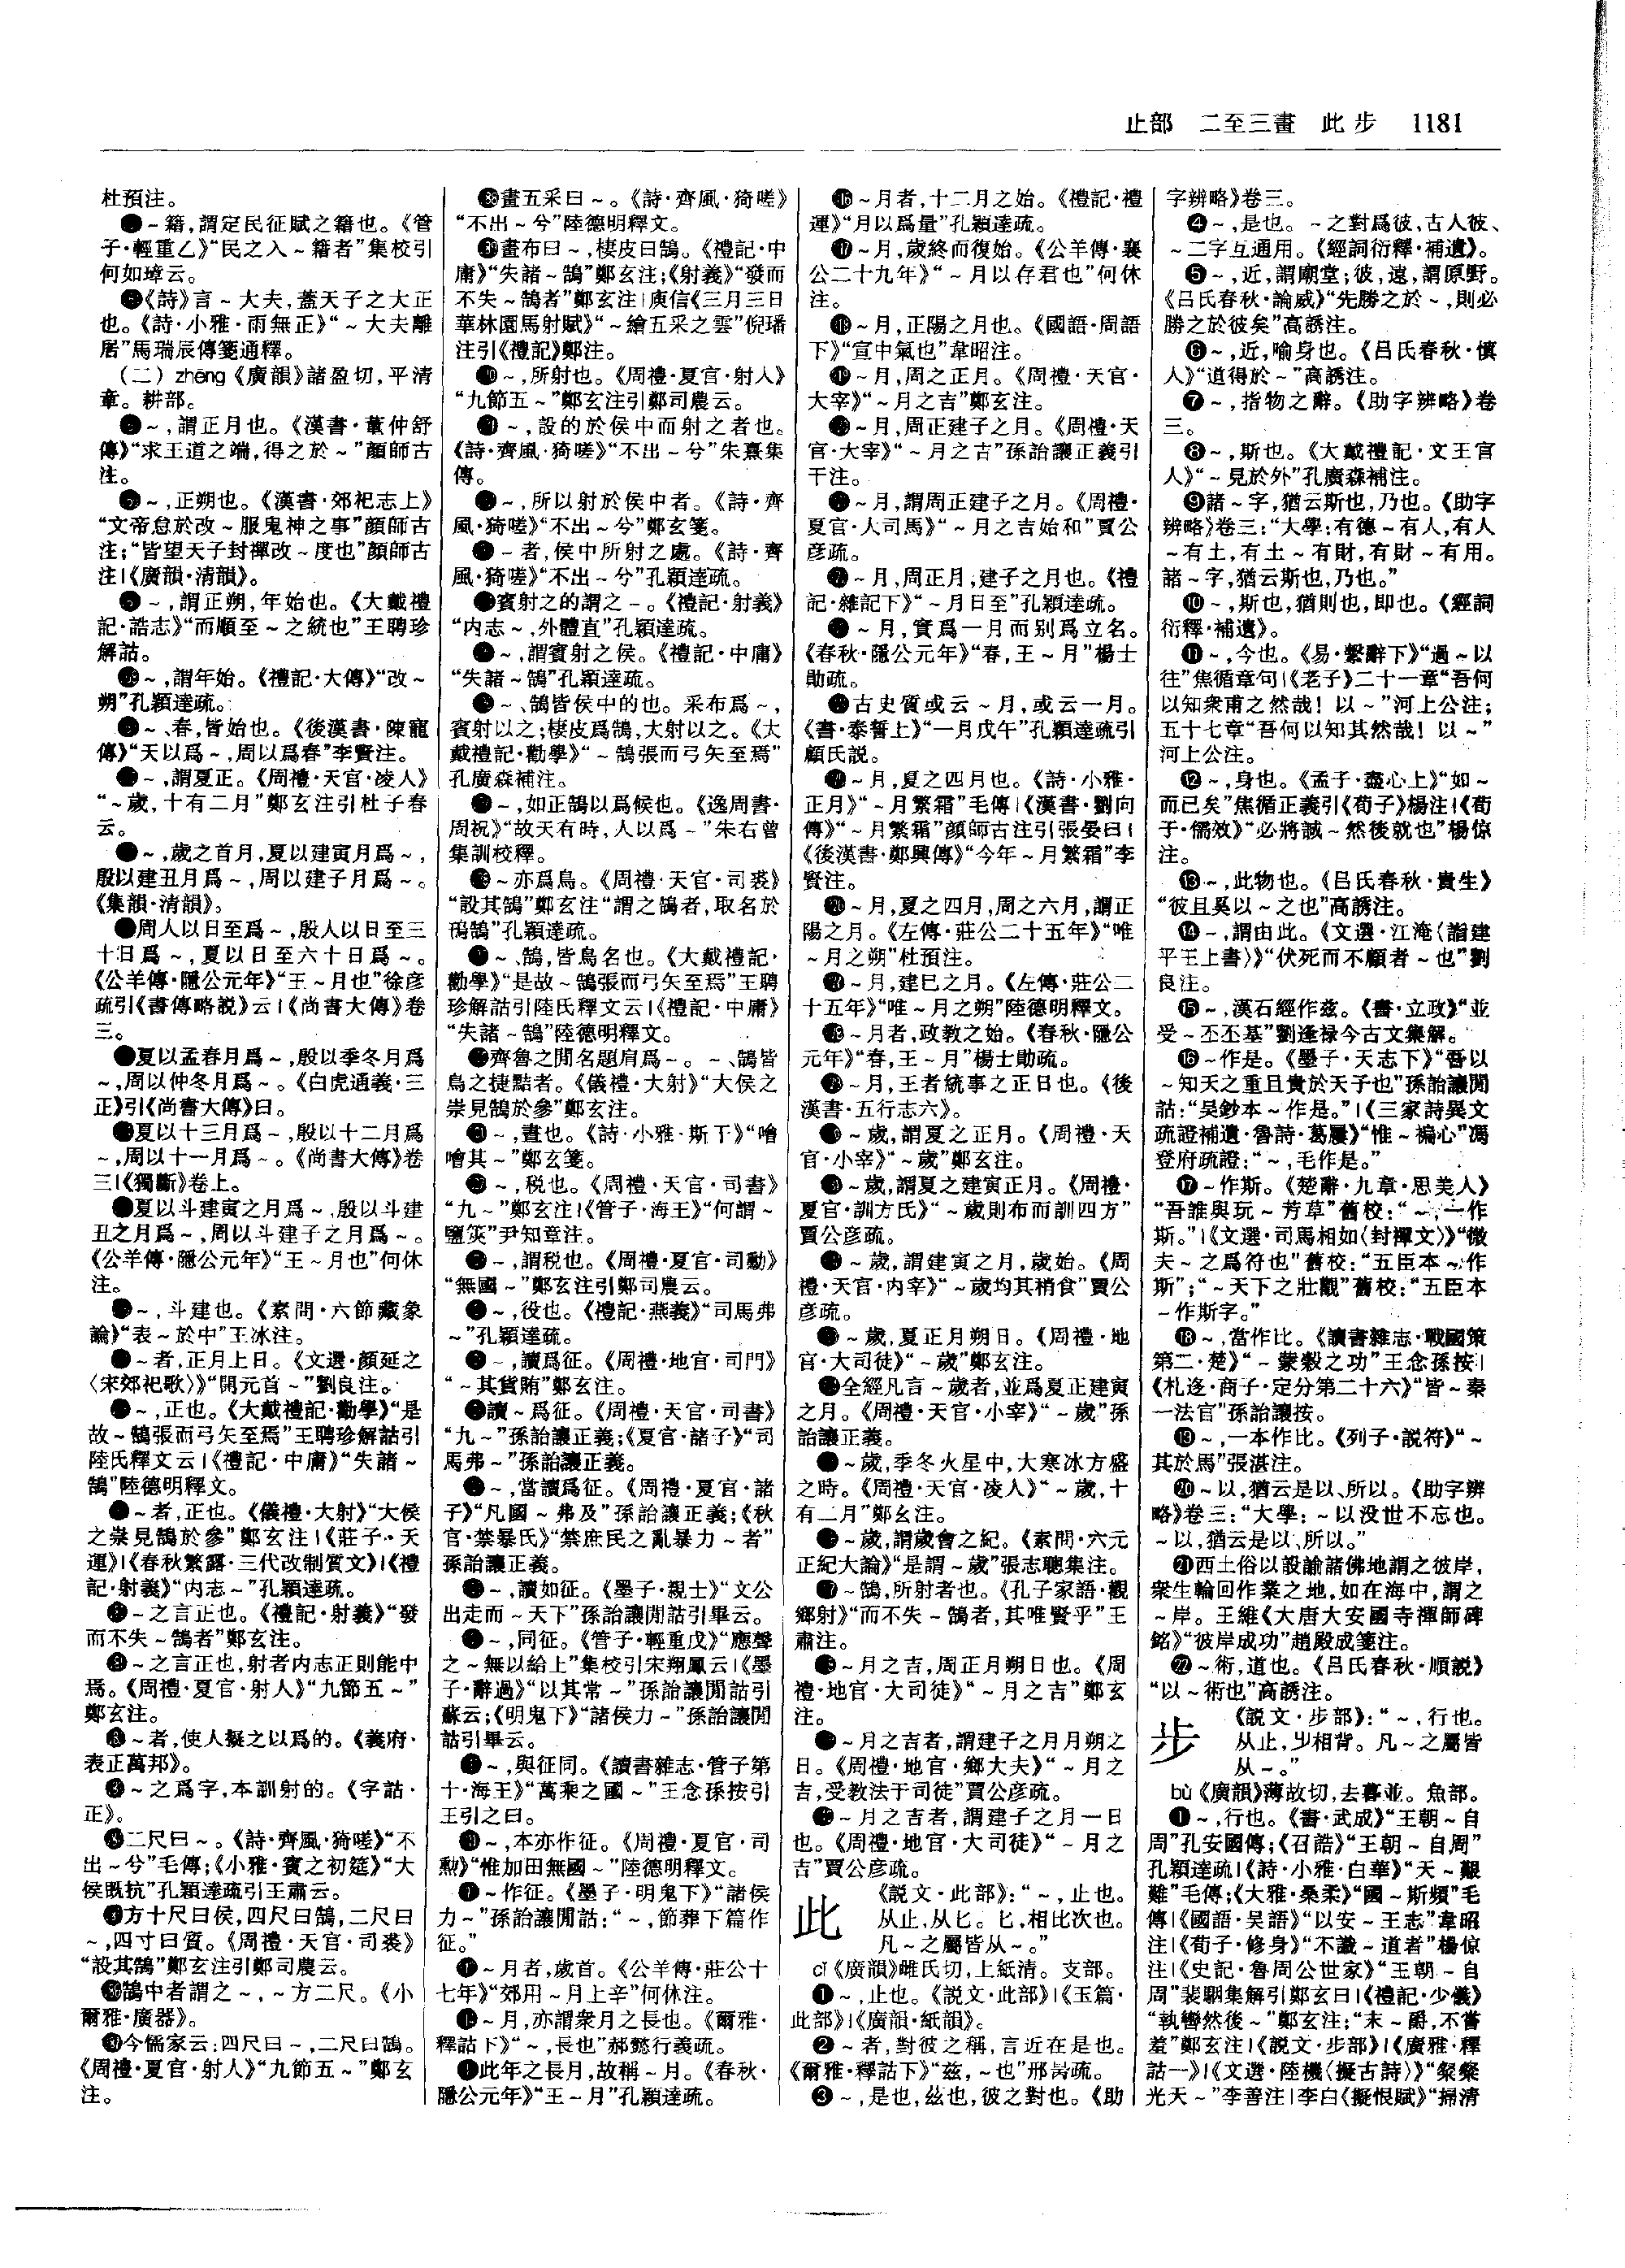 止部　二至三畫　此步　1181
杜預注。
●～籍，謂定民征賦之籍也。《管
子·輕重乙》“民之入～籍者”集校引
何如璋云。
●《詩》言～大夫，蓋天子之大正
也。《詩·小雅·雨無正》“～大夫離
居”馬瑞辰傳箋通釋。
（二）zhēng《廣韻》諸盈切，平清
章。耕部。
●～，謂正月也。《漢書·董仲舒
傳》“求王道之端，得之於～”顏師古
注。
●～，正朔也。《漢書·郊祀志上》
“文帝怠於改～服鬼神之事”顏師古
注；“皆望天子封禪改～度也”顏師古
注|《廣韻·清韻》。
●～，謂正朔，年始也。《大戴禮
記·誥志》“而順至～之統也”王聘珍
解詁。
●～，謂年始。《禮記·大傳》“改～
朔”孔穎達疏。
●～、春，皆始也。《後漢書·陳寵
傳》“天以爲～，周以爲春”李賢注。
●～，謂夏正。《周禮·天官·凌人》
“～歲，十有二月”鄭玄注引杜子春
云。
●～，歲之首月，夏以建寅月爲～，
殷以建丑月爲～，周以建子月爲～。
《集韻·清韻》。
●周人以日至爲～，殷人以日至三
十日爲～，夏以日至六十日爲～。
《公羊傳·隱公元年》“王～月也”徐彦
疏引《書傳略説》云|《尚書大傳》卷
三。
●夏以孟春月爲～，殷以季冬月爲
～，周以仲冬月爲～。《白虎通義·三
正》引《尚書大傳》曰。
●夏以十三月爲～，殷以十二月爲
～，周以十一月爲～。《尚書大傳》卷
三|《獨斷》卷上。
●夏以斗建寅之月爲～，殷以斗建
丑之月爲～，周以斗建子之月爲～。
《公羊傳·隱公元年》“王～月也”何休
注。
●～，斗建也。《素問·六節藏象
論》“表～於中”王冰注。
●～者，正月上日。《文選·顏延之
〈宋郊祀歌〉》“開元首～”劉良注。
●～，正也。《大戴禮記·勸學》“是
故～鵠張而弓矢至焉”王聘珍解詁引
陸氏釋文云|《禮記·中庸》“失諸～
鵠”陸德明釋文。
●～者，正也。《儀禮·大射》“大侯
之崇見鵠於參”鄭玄注|《莊子·天
運》|《春秋繁露·三代改制質文》|《禮
記·射義》“内志～”孔穎達疏。
●～之言正也。《禮記·射義》“發
而不失～鵠者”鄭玄注。
●～之言正也，射者内志正則能中
焉。《周禮·夏官·射人》“九節五～”
鄭玄注。
●～者，使人擬之以爲的。《義府·
表正萬邦》。
●～之爲字，本訓射的。《字詁·
正》。
●二尺曰～。《詩·齊風·猗嗟》“不
出～兮”毛傳；《小雅·賓之初筵》“大
侯既抗”孔穎達疏引王肅云。
●方十尺曰侯，四尺曰鵠，二尺曰
～，四寸曰質。《周禮·天官·司裘》
“設其鵠”鄭玄注引鄭司農云。
●鵠中者謂之～，～方二尺。《小
爾雅·廣器》。
●今儒家云：四尺曰～，二尺曰鵠。
《周禮·夏官·射人》“九節五～”鄭玄
注。
●畫五采曰～。《詩·齊風·猗嗟》
“不出～兮”陸德明釋文。
●畫布曰～，棲皮曰鵠。《禮記·中
庸》“失諸～鵠”鄭玄注；《射義》“發而
不失～鵠者”鄭玄注|庾信《三月三日
華林園馬射賦》“～繪五采之雲”倪璠
注引《禮記》鄭注。
●～，所射也。《周禮·夏官·射人》
“九節五～”鄭玄注引鄭司農云。
●～，設的於侯中而射之者也。
《詩·齊風·猗嗟》“不出～兮”朱熹集
傳。
●～，所以射於侯中者。《詩·齊
風·猗嗟》“不出～兮”鄭玄箋。
●～者，侯中所射之處。《詩·齊
風·猗嗟》“不出～兮”孔穎達疏。
●賓射之的謂之～。《禮記·射義》
“内志～，外體直”孔穎達疏。
●～，謂賓射之侯。《禮記·中庸》
“失諸～鵠”孔穎達疏。
●～、鵠皆侯中的也。采布爲～，
賓射以之；棲皮爲鵠，大射以之。《大
戴禮記·勸學》“～鵠張而弓矢至焉”
孔廣森補注。
●～，如正鵠以爲候也。《逸周書·
周祝》“故天有時，人以爲～”朱右曾
集訓校釋。
●～亦爲鳥。《周禮·天官·司裘》
“設其鵠”鄭玄注“謂之鵠者，取名於
鳱鵠”孔穎達疏。
●～、鵠，皆鳥名也。《大戴禮記·
勸學》“是故～鵠張而弓矢至焉”王聘
珍解詁引陸氏釋文云|《禮記·中庸》
“失諸～鵠”陸德明釋文。
●齊魯之間名題肩爲～。～、鵠皆
鳥之捷黠者。《儀禮·大射》“大侯之
崇見鵠於參”鄭玄注。
●～，晝也。《詩·小雅·斯干》“噲
噲其～”鄭玄箋。
●～，税也。《周禮·天官·司書》
“九～”鄭玄注|《管子·海王》“何謂～
鹽筴”尹知章注。
●～，謂税也。《周禮·夏官·司勳》
“無國～”鄭玄注引鄭司農云。
●～，役也。《禮記·燕義》“司馬弗
～”孔穎達疏。
●～，讀爲征。《周禮·地官·司門》
“～其貨賄”鄭玄注。
●讀～爲征。《周禮·天官·司書》
“九～”孫詒讓正義；《夏官·諸子》“司
馬弗～”孫詒讓正義。
●～，當讀爲征。《周禮·夏官·諸
子》“凡國～弗及”孫詒讓正義；《秋
官·禁暴氏》“禁庶民之亂暴力～者”
孫詒讓正義。
●～，讀如征。《墨子·親士》“文公
出走而～天下”孫詒讓閒詁引畢云。
●～，同征。《管子·輕重戊》“應聲
之～無以給上”集校引宋翔鳳云|《墨
子·辭過》“以其常～”孫詒讓閒詁引
蘇云；《明鬼下》“諸侯力～”孫詒讓閒
詁引畢云。
●～，與征同。《讀書雜志·管子第
十·海王》“萬乘之國～”王念孫按引
王引之曰。
●～，本亦作征。《周禮·夏官·司
勳》“惟加田無國～”陸德明釋文。
●～作征。《墨子·明鬼下》“諸侯
力～”孫詒讓閒詁：“～，節葬下篇作
征。”
●～月者，歲首。《公羊傳·莊公十
七年》“郊用～月上辛”何休注。
●～月，亦謂衆月之長也。《爾雅·
釋詁下》“～，長也”郝懿行義疏。
●此年之長月，故稱～月。《春秋·
隱公元年》“王～月”孔穎達疏。
●～月者，十二月之始。《禮記·禮
運》“月以爲量”孔穎達疏。
●～月，歲終而復始。《公羊傳·襄
公二十九年》“～月以存君也”何休
注。
●～月，正陽之月也。《國語·周語
下》“宣中氣也”韋昭注。
●～月，周之正月。《周禮·天官·
大宰》“～月之吉”鄭玄注。
●～月，周正建子之月。《周禮·天
官·大宰》“～月之吉”孫詒讓正義引
干注。
●～月，謂周正建子之月。《周禮·
夏官·大司馬》“～月之吉始和”賈公
彦疏。
●～月，周正月，建子之月也。《禮
記·雜記下》“～月日至”孔穎達疏。
●～月，實爲一月而别爲立名。
《春秋·隱公元年》“春，王～月”楊士
勛疏。
●古史質或云～月，或云一月。
《書·泰誓上》“一月戊午”孔穎達疏引
顧氏説。
●～月，夏之四月也。《詩·小雅·
正月》“～月繁霜”毛傳|《漢書·劉向
傳》“～月繁霜”顏師古注引張晏曰|
《後漢書·鄭興傳》“今年～月繁霜”李
賢注。
●～月，夏之四月，周之六月，謂正
陽之月。《左傳·莊公二十五年》“唯
～月之朔”杜預注。
●～月，建巳之月。《左傳·莊公二
十五年》“唯～月之朔”陸德明釋文。
●～月者，政教之始。《春秋·隱公
元年》“春，王～月”楊士勛疏。
●～月，王者統事之正日也。《後
漢書·五行志六》。
●～歲，謂夏之正月。《周禮·天
官·小宰》“～歲”鄭玄注。
●～歲，謂夏之建寅正月。《周禮·
夏官·訓方氏》“～歲則布而訓四方”
賈公彦疏。
●～歲，謂建寅之月，歲始。《周
禮·天官·内宰》“～歲均其稍食”賈公
彦疏。
●～歲，夏正月朔日。《周禮·地
官·大司徒》“～歲”鄭玄注。
●全經凡言～歲者，並爲夏正建寅
之月。《周禮·天官·小宰》“～歲”孫
詒讓正義。
●～歲，季冬火星中，大寒冰方盛
之時。《周禮·天官·凌人》“～歲，十
有二月”鄭玄注。
●～歲，謂歲會之紀。《素問·六元
正紀大論》“是謂～歲”張志聰集注。
●～鵠，所射者也。《孔子家語·觀
鄉射》“而不失～鵠者，其唯賢乎”王
肅注。
●～月之吉，周正月朔日也。《周
禮·地官·大司徒》“～月之吉”鄭玄
注。
●～月之吉者，謂建子之月月朔之
日。《周禮·地官·鄉大夫》“～月之
吉，受教法于司徒”賈公彦疏。
●～月之吉者，謂建子之月一日
也。《周禮·地官·大司徒》“～月之
吉”賈公彦疏。
此　《説文·此部》：“～，止也。
从止，从匕。匕，相比次也。
凡～之屬皆从～。”
cǐ《廣韻》雌氏切，上紙清。支部。
❶～，止也。《説文·此部》|《玉篇·
此部》|《廣韻·紙韻》。
❷～者，對彼之稱，言近在是也。
《爾雅·釋詁下》“兹，～也”邢昺疏。
❸～，是也，兹也，彼之對也。《助
字辨略》卷三。
❹～，是也。～之對爲彼，古人彼、
～二字互通用。《經詞衍釋·補遺》。
❺～，近，謂廟堂；彼，遠，謂原野。
《吕氏春秋·論威》“先勝之於～，則必
勝之於彼矣”高誘注。
❻～，近，喻身也。《吕氏春秋·慎
人》“道得於～”高誘注。
❼～，指物之辭。《助字辨略》卷
三。
❽～，斯也。《大戴禮記·文王官
人》“～見於外”孔廣森補注。
❾諸～字，猶云斯也，乃也。《助字
辨略》卷三：“大學：有德～有人，有人
～有土，有土～有財，有財～有用。
諸～字，猶云斯也，乃也。”
❿～，斯也，猶則也，即也。《經詞
衍釋·補遺》。
⓫～，今也。《易·繫辭下》“過～以
往”焦循章句|《老子》二十一章“吾何
以知衆甫之然哉！以～”河上公注；
五十七章“吾何以知其然哉！以～”
河上公注。
⓬～，身也。《孟子·盡心上》“如～
而已矣”焦循正義引《荀子》楊注|《荀
子·儒效》“必將誠～然後就也”楊倞
注。
⓭～，此物也。《吕氏春秋·貴生》
“彼且奚以～之也”高誘注。
⓮～，謂由此。《文選·江淹〈詣建
平王上書〉》“伏死而不願者～也”劉
良注。
⓯～，漢石經作兹。《書·立政》“並
受～丕丕基”劉逢禄今古文集解。
⓰～作是。《墨子·天志下》“吾以
～知天之重且貴於天子也”孫詒讓閒
詁：“吴鈔本～作是。”|《三家詩異文
疏證補遺·魯詩·葛屨》“惟～褊心”馮
登府疏證：“～，毛作是。”
⓱～作斯。《楚辭·九章·思美人》
“吾誰與玩～芳草”舊校：“～，一作
斯。”|《文選·司馬相如〈封禪文〉》“微
夫～之爲符也”舊校：“五臣本～作
斯”；“～天下之壯觀”舊校：“五臣本
～作斯字。”
⓲～，當作比。《讀書雜志·戰國策
第二·楚》“～蒙穀之功”王念孫按|
《札迻·商子·定分第二十六》“皆～秦
一法官”孫詒讓按。
⓳～，一本作比。《列子·説符》“～
其於馬”張湛注。
⓴～以，猶云是以、所以。《助字辨
略》卷三：“大學：～以没世不忘也。
～以，猶云是以、所以。”
㉑西土俗以設諭諸佛地謂之彼岸，
衆生輪回作業之地，如在海中，謂之
～岸。王維《大唐大安國寺禪師碑
銘》“彼岸成功”趙殿成箋注。
㉒～術，道也。《吕氏春秋·順説》
“以～術也”高誘注。
步　《説文·步部》：“～，行也。
从止，𣥂相背。凡～之屬皆
从～。”
bù《廣韻》薄故切，去暮並。魚部。
❶～，行也。《書·武成》“王朝～自
周”孔安國傳；《召誥》“王朝～自周”
孔穎達疏|《詩·小雅·白華》“天～艱
難”毛傳；《大雅·桑柔》“國～斯頻”毛
傳|《國語·吴語》“以安～王志”韋昭
注|《荀子·修身》“不識～道者”楊倞
注|《史記·魯周公世家》“王朝～自
周”裴駰集解引鄭玄曰|《禮記·少儀》
“執轡然後～”鄭玄注；“未～爵，不嘗
羞”鄭玄注|《説文·步部》|《廣雅·釋
詁一》|《文選·陸機〈擬古詩〉》“粲粲
光天～”李善注|李白《擬恨賦》“掃清